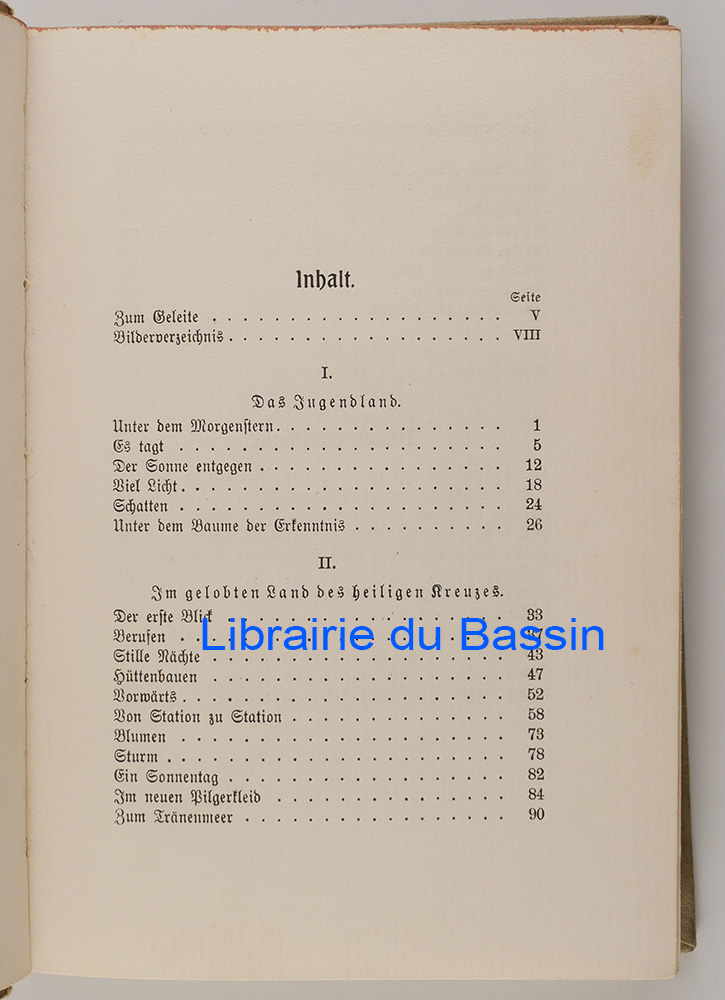 Inhalt.
Seite
Zum Geleite . . . . . . . . . . . . . . . . . . . V
Bilderverzeichnis . . . . . . . . . . . . . . . . . . VIII
I.
Das Jugendland.
Unter dem Morgenstern . . . . . . . . . . . . . . . 1
Es tagt . . . . . . . . . . . . . . . . . . . . 5
Der Sonne entgegen . . . . . . . . . . . . . . . . 12
Viel Licht . . . . . . . . . . . . . . . . . . . . 18
Schatten . . . . . . . . . . . . . . . . . . . . 24
Unter dem Baume der Erkenntnis . . . . . . . . . . 26
II.
Im gelobten Land des heiligen Kreuzes.
Der erste Blick . . . . . . . . . . . . . . . . . 33
Berufen . . . . . . . . . . . . . . . . . . . 37
Librairie du Bassin
Stille Nächte . . . . . . . . . . . . . . . . . . 43
Hüttenbauen . . . . . . . . . . . . . . . . . . 47
Vorwärts . . . . . . . . . . . . . . . . . . . . 52
Von Station zu Station . . . . . . . . . . . . . . 58
Blumen . . . . . . . . . . . . . . . . . . . . 73
Sturm . . . . . . . . . . . . . . . . . . . . . 78
Ein Sonnentag . . . . . . . . . . . . . . . . . 82
Im neuen Pilgerkleid . . . . . . . . . . . . . . . 84
Zum Tränenmeer . . . . . . . . . . . . . . . . . 90